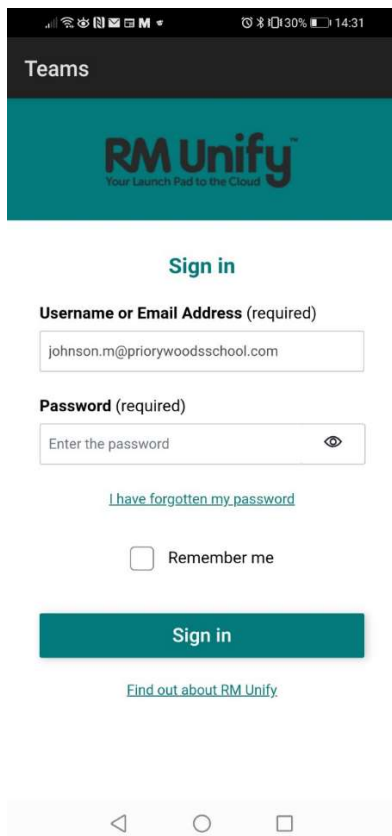 30% 14:31
Teams
RM Unify™
Your Launch Pad to the Cloud
Sign in
Username or Email Address (required)
johnson.m@priorywoodsschool.com
Password (required)
Enter the password
I have forgotten my password
Remember me
Sign in
Find out about RM Unify